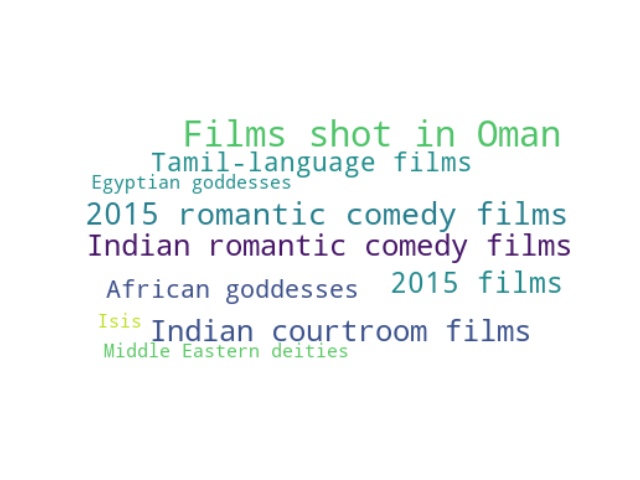 Films shot in Oman
Tamil-language films
Egyptian goddesses
2015 romantic comedy films
Indian romantic comedy films
African goddesses
2015 films
Isis
Indian courtroom films
Middle Eastern deities